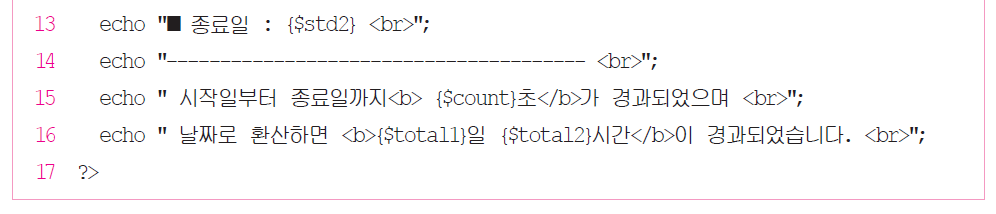 13 echo "■ 종료일 : {$std2} <br>";
14 echo "--------------------------------------- <br>";
15 echo " 시작일부터 종료일까지<b> {$count}초</b>가 경과되었으며 <br>";
16 echo " 날짜로 환산하면 <b>{$total1}일 {$total2}시간</b>이 경과되었습니다. <br>";
17 ?>